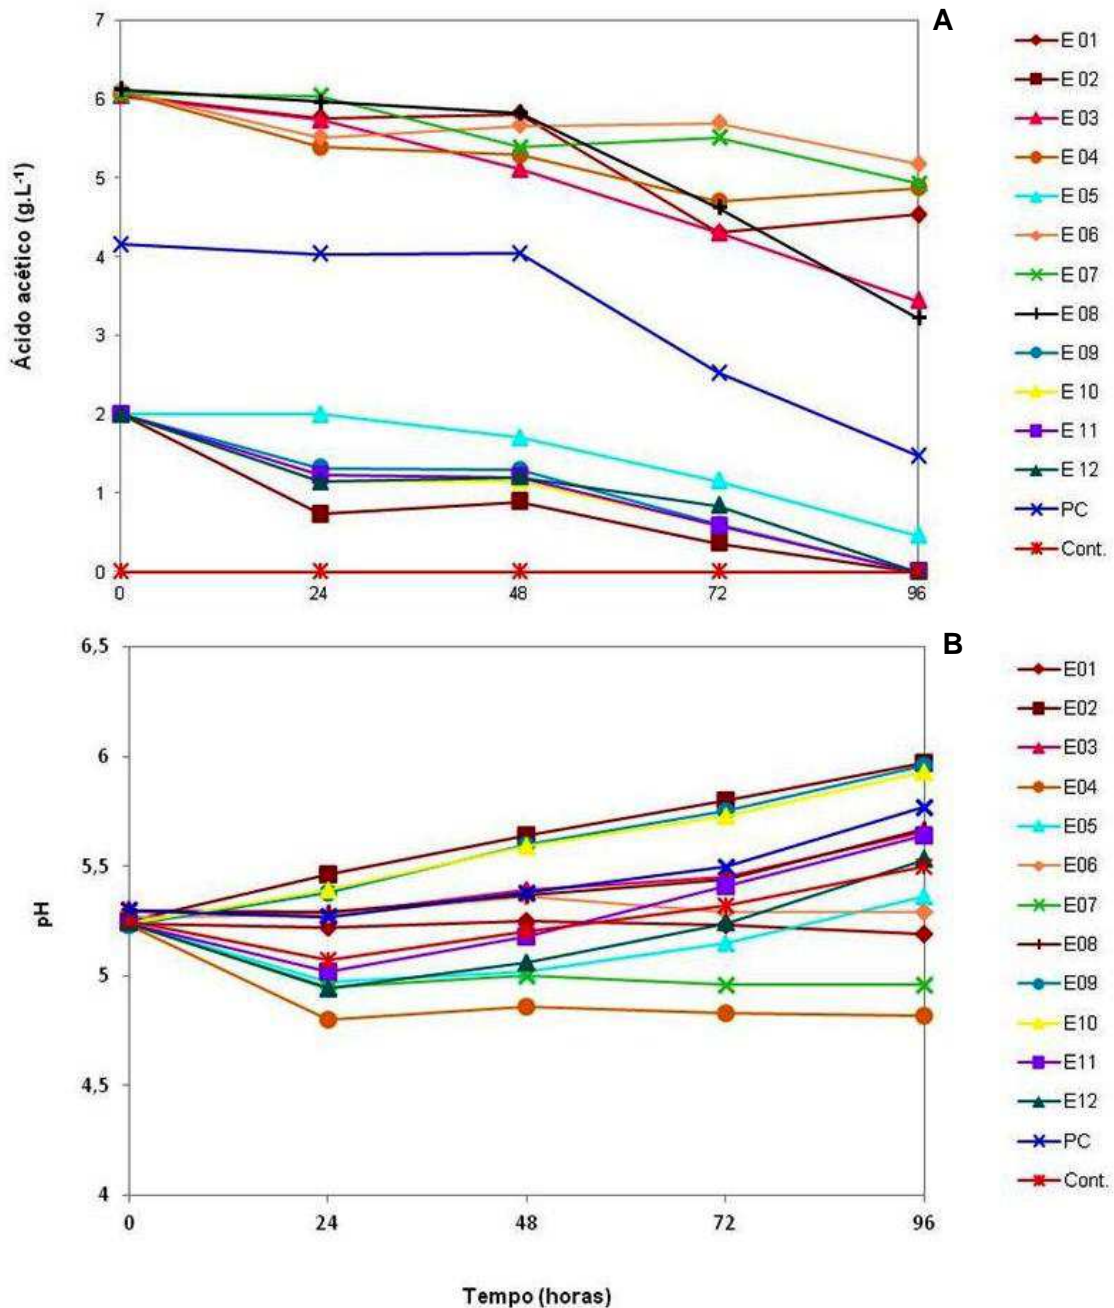 A
7
6
5
4
3
2
1
0
Ácido acético (g.L-1)
0 24 48 72 96
E 01
E 02
E 03
E 04
E 05
E 06
E 07
E 08
E 09
E 10
E 11
E 12
PC
Cont.
B
6,5
6
5,5
5
4,5
4
pH
0 24 48 72 96
Tempo (horas)
E01
E02
E03
E04
E05
E06
E07
E08
E09
E10
E11
E12
PC
Cont.